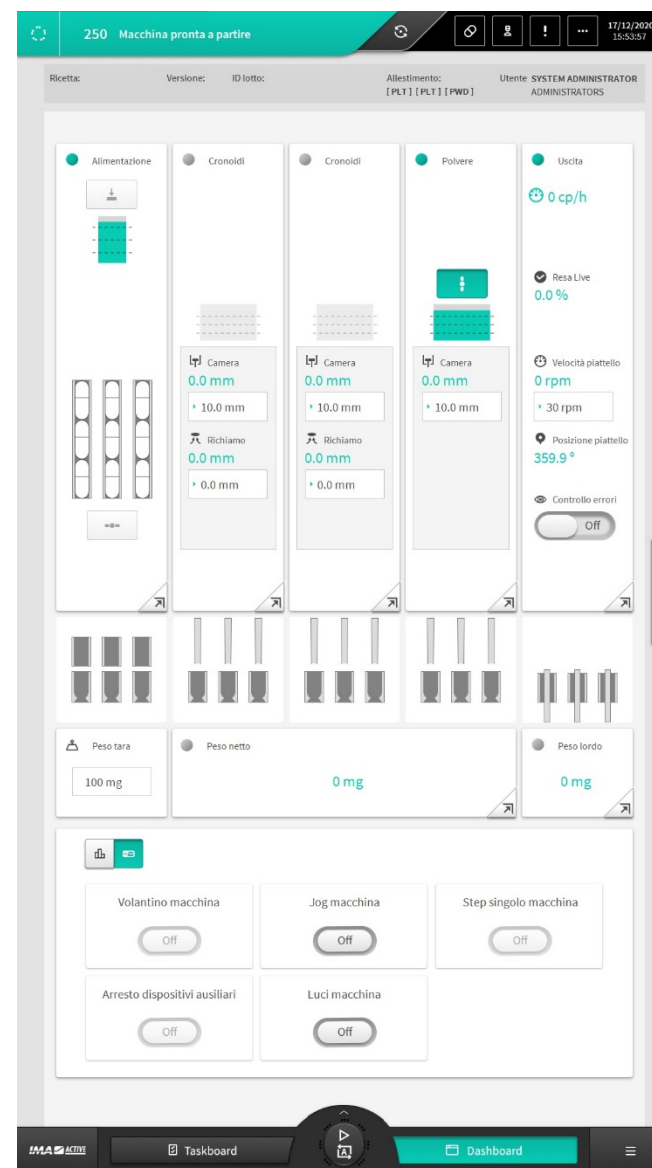 250 Macchina pronta a partire
17/12/2020
15:53:57
Ricetta: Versione: ID lotto: Allestimento: Utente SYSTEM ADMINISTRATOR
[ PLT ] [ PLT ] [ PWD ] ADMINISTRATORS
Alimentazione Cronoidi Cronoidi Polvere Uscita
0 cp/h
Resa Live
0.0 %
Camera Camera Camera Velocità piattello
0.0 mm 0.0 mm 0.0 mm 0 rpm
10.0 mm 10.0 mm 10.0 mm 30 rpm
Richiamo Richiamo Posizione piattello
0.0 mm 0.0 mm 359.9 °
0.0 mm 0.0 mm
Controllo errori
Off
Peso tara Peso netto Peso lordo
100 mg 0 mg 0 mg
Volantino macchina Jog macchina Step singolo macchina
Off Off Off
Arresto dispositivi ausiliari Luci macchina
Off Off
A
IMA ACTIVE Taskboard Dashboard